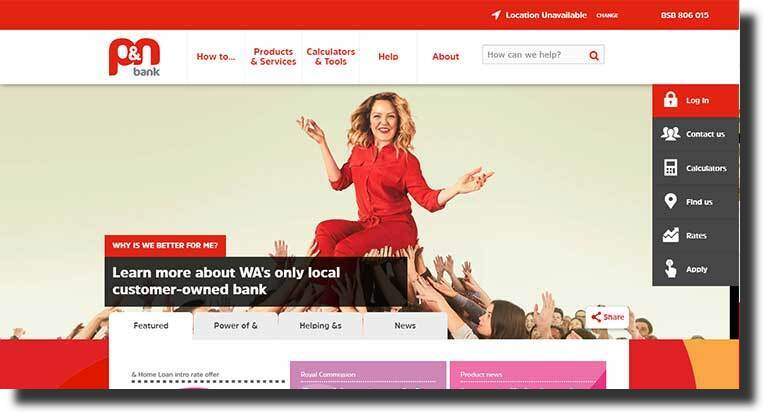 Location Unavailable CHANGE BSB 806 015
p&n
bank
How to...
Products
& Services
Calculators
& Tools
Help
About
How can we help?
Log In
Contact us
Calculators
Find us
Rates
Apply
WHY IS WE BETTER FOR ME?
Learn more about WA's only local
customer-owned bank
Share
Featured
Power of &
Helping &s
News
& Home Loan intro rate offer
Royal Commission
Product news